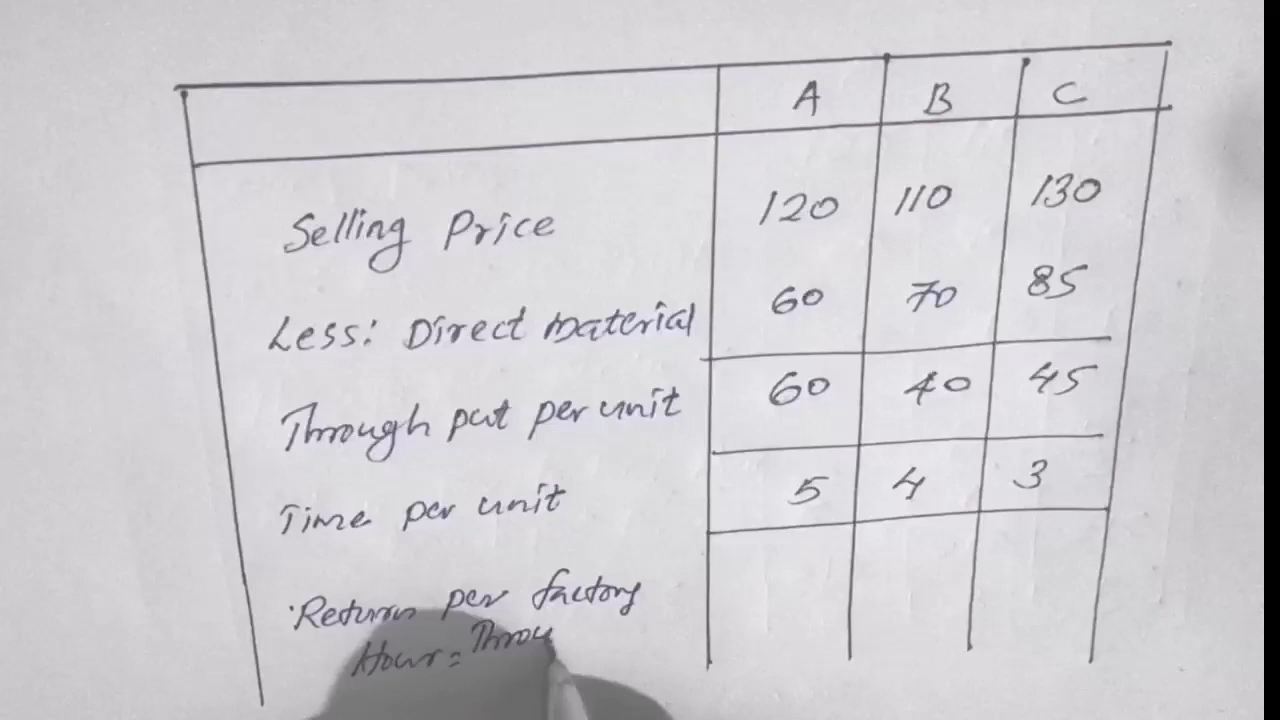 A B C
Selling Price 120 110 130
Less: Direct material 60 70 85
Through put per unit 60 40 45
Time per unit 5 4 3
Return per factory
Hour = Throu